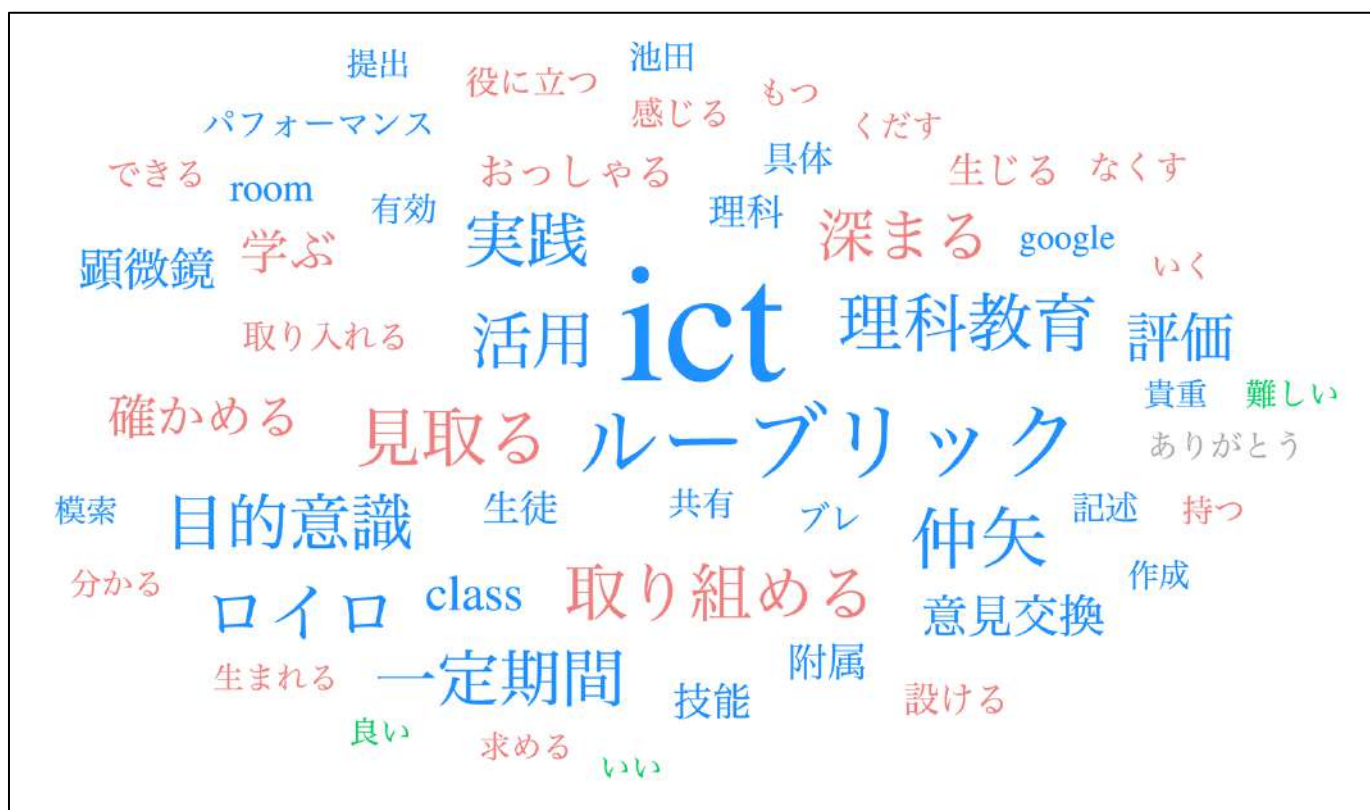 提出
役に立つ
池田
もつ
パフォーマンス
感じる
くだす
できる
room
有効
おっしゃる
具体
生じる
なくす
顕微鏡
学ぶ
実践
理科
深まる
google
いく
取り入れる
活用
ict
理科教育
評価
確かめる
見取る
ルーブリック
貴重
難しい
ありがとう
模索
目的意識
生徒
共有
ブレ
仲矢
記述
持つ
分かる
ロイロ
class
取り組める
意見交換
作成
生まれる
一定期間
技能
附属
設ける
良い
求める
いい